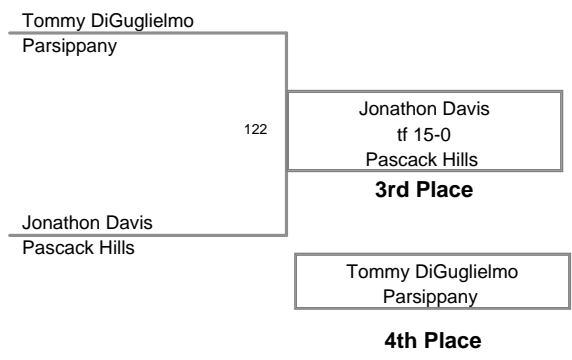 Tommy DiGuglielmo
Parsippany
122
Jonathon Davis
tf 15-0
Pascack Hills
3rd Place
Jonathon Davis
Pascack Hills
Tommy DiGuglielmo
Parsippany
4th Place